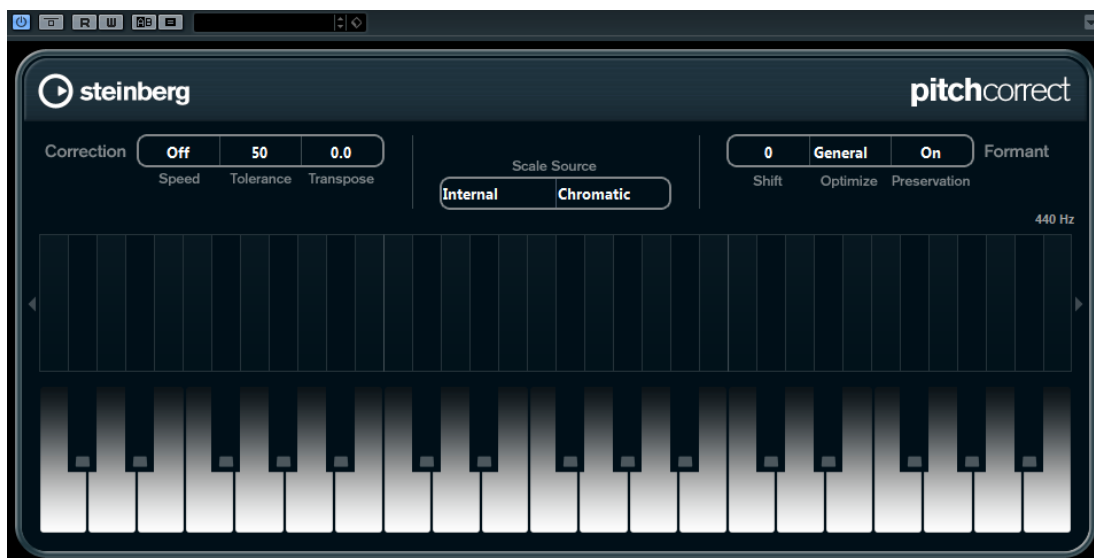 R W AB
steinberg
pitchcorrect
Correction Off 50 0.0
Speed Tolerance Transpose
Scale Source
Internal Chromatic
0 General On Formant
Shift Optimize Preservation
440 Hz